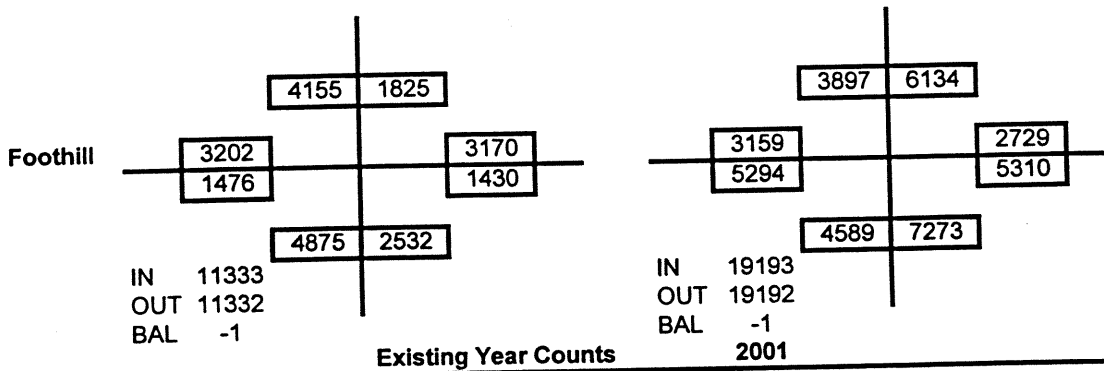 4155 1825 3897 6134
Foothill 3202 3170 3159 2729
1476 1430 5294 5310
4875 2532 4589 7273
IN 11333 IN 19193
OUT 11332 OUT 19192
BAL -1 BAL -1
Existing Year Counts 2001